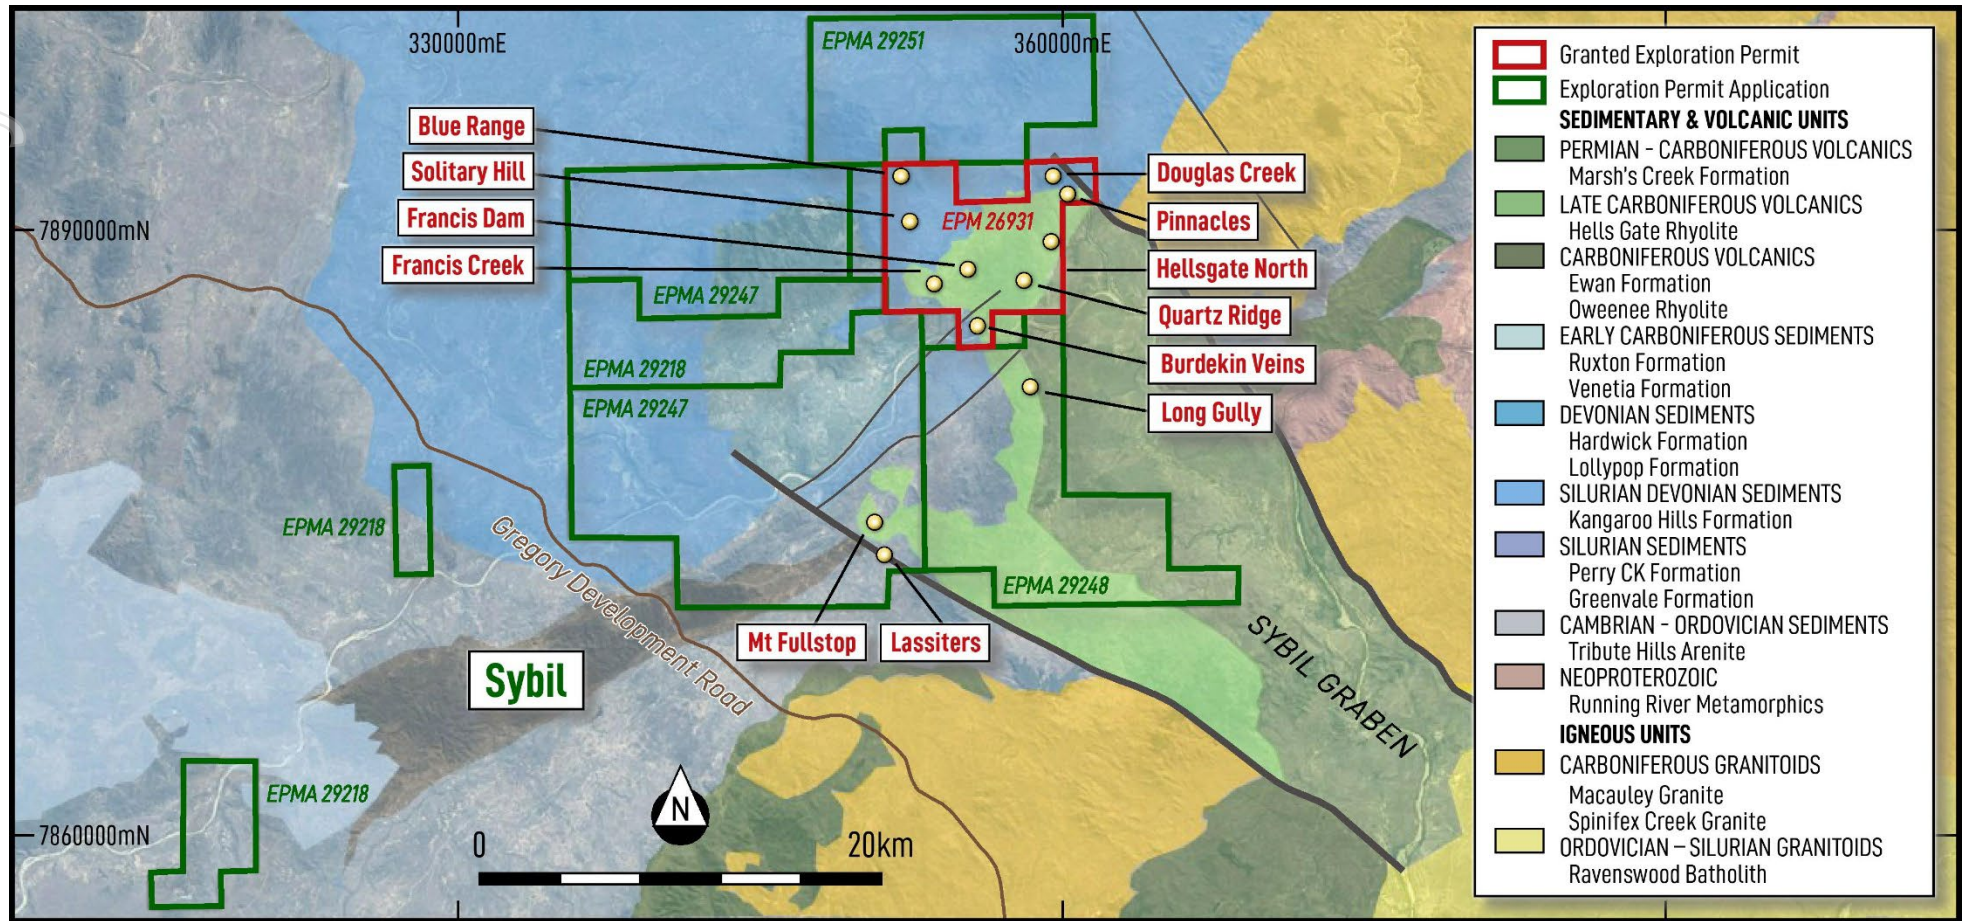 330000mE
360000mE
EPMA 29251
Blue Range
Solitary Hill
Francis Dam
Francis Creek
7890000mN
Douglas Creek
Pinnacles
Hellsgate North
Quartz Ridge
Burdekin Veins
Long Gully
EPM 26931
EPMA 29247
EPMA 29218
EPMA 29247
EPMA 29218
Gregory Development Road
EPMA 29248
Mt Fullstop
Lassiters
Sybil
SYBIL GRABEN
EPMA 29218
7860000mN
N
0
20km
Granted Exploration Permit
Exploration Permit Application
SEDIMENTARY & VOLCANIC UNITS
PERMIAN - CARBONIFEROUS VOLCANICS
Marsh's Creek Formation
LATE CARBONIFEROUS VOLCANICS
Hells Gate Rhyolite
CARBONIFEROUS VOLCANICS
Ewan Formation
Oweenee Rhyolite
EARLY CARBONIFEROUS SEDIMENTS
Ruxton Formation
Venetia Formation
DEVONIAN SEDIMENTS
Hardwick Formation
Lollypop Formation
SILURIAN DEVONIAN SEDIMENTS
Kangaroo Hills Formation
SILURIAN SEDIMENTS
Perry CK Formation
Greenvale Formation
CAMBRIAN - ORDOVICIAN SEDIMENTS
Tribute Hills Arenite
NEOPROTEROZOIC
Running River Metamorphics
IGNEOUS UNITS
CARBONIFEROUS GRANITOIDS
Macauley Granite
Spinifex Creek Granite
ORDOVICIAN – SILURIAN GRANITOIDS
Ravenswood Batholith